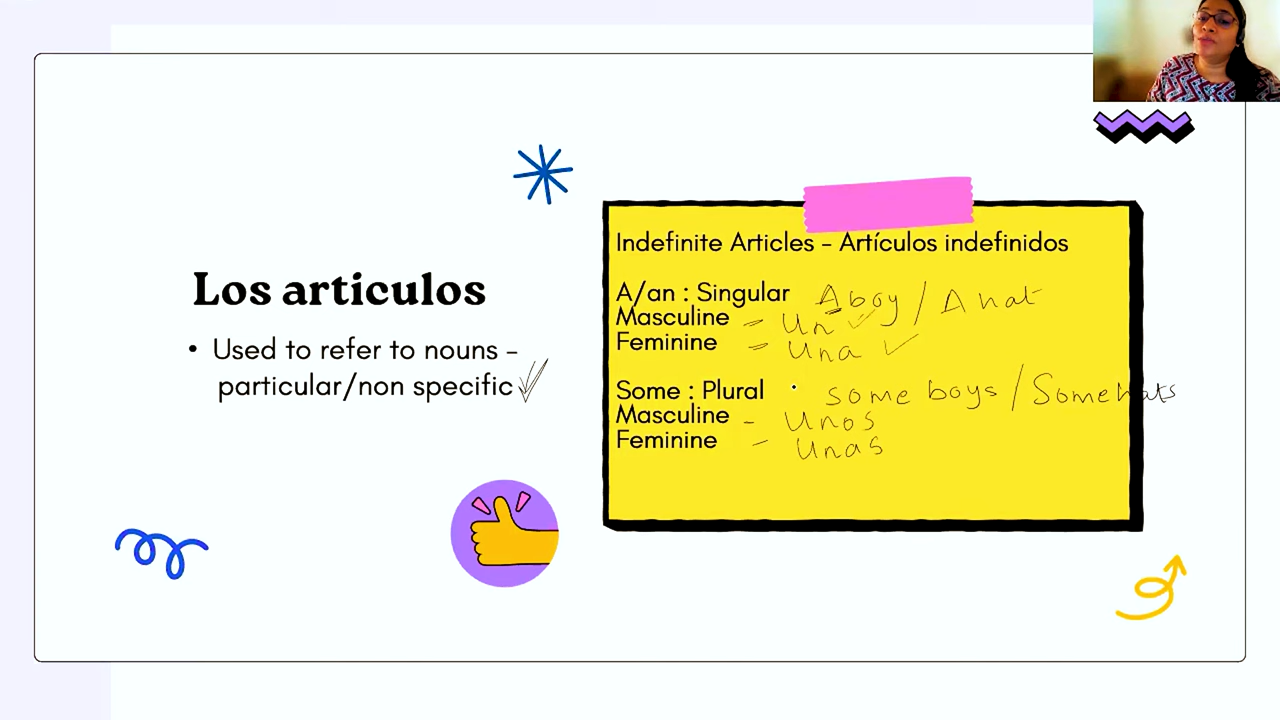 Los articulos
• Used to refer to nouns -
particular/non specific
Indefinite Articles - Artículos indefinidos
A/an : Singular A boy / A hat
Masculine - Un
Feminine = Una
Some : Plural some boys / Some hats
Masculine - Unos
Feminine - Unas